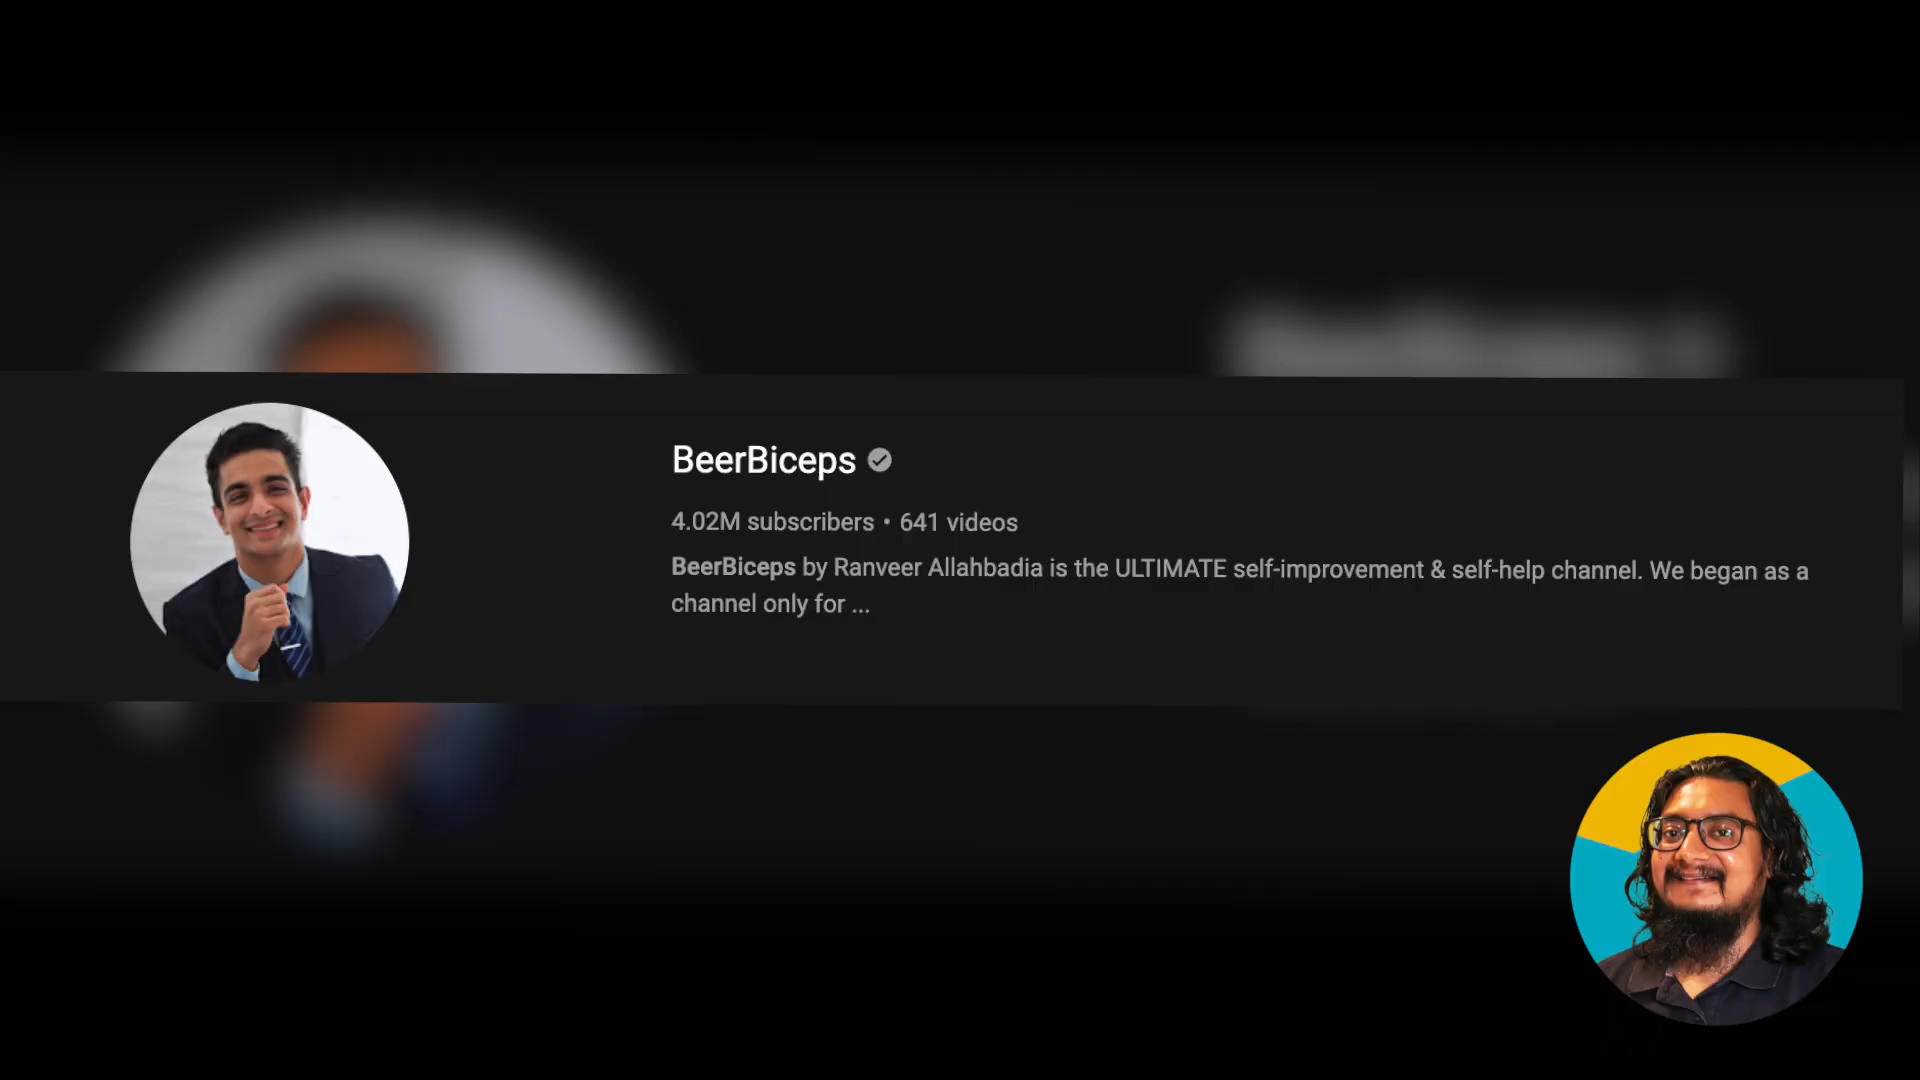 BeerBiceps
4.02M subscribers • 641 videos
BeerBiceps by Ranveer Allahbadia is the ULTIMATE self-improvement & self-help channel. We began as a
channel only for ...